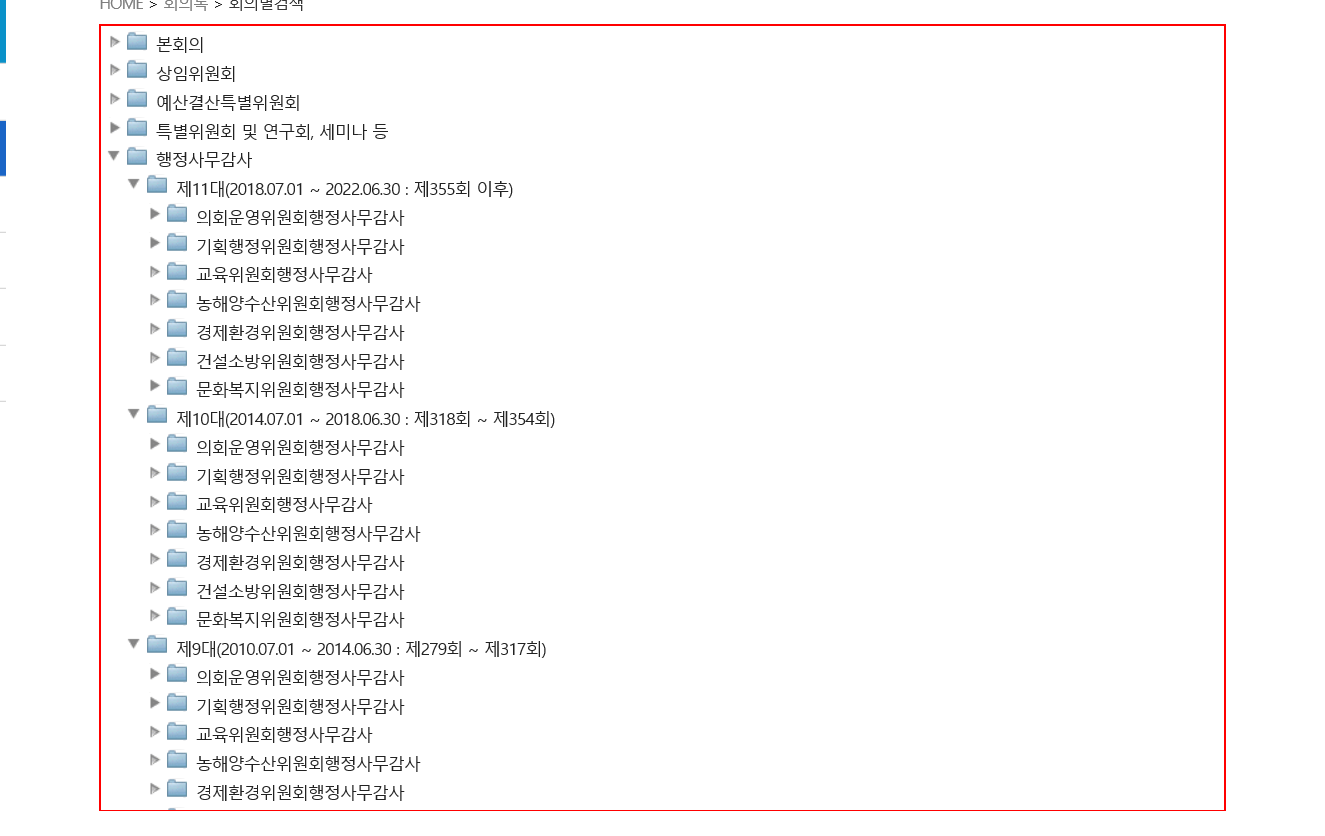 HOME > 회의록 > 회의별검색
본회의
상임위원회
예산결산특별위원회
특별위원회 및 연구회, 세미나 등
행정사무감사
제11대(2018.07.01 ~ 2022.06.30 : 제355회 이후)
의회운영위원회행정사무감사
기획행정위원회행정사무감사
교육위원회행정사무감사
농해양수산위원회행정사무감사
경제환경위원회행정사무감사
건설소방위원회행정사무감사
문화복지위원회행정사무감사
제10대(2014.07.01 ~ 2018.06.30 : 제318회 ~ 제354회)
의회운영위원회행정사무감사
기획행정위원회행정사무감사
교육위원회행정사무감사
농해양수산위원회행정사무감사
경제환경위원회행정사무감사
건설소방위원회행정사무감사
문화복지위원회행정사무감사
제9대(2010.07.01 ~ 2014.06.30 : 제279회 ~ 제317회)
의회운영위원회행정사무감사
기획행정위원회행정사무감사
교육위원회행정사무감사
농해양수산위원회행정사무감사
경제환경위원회행정사무감사